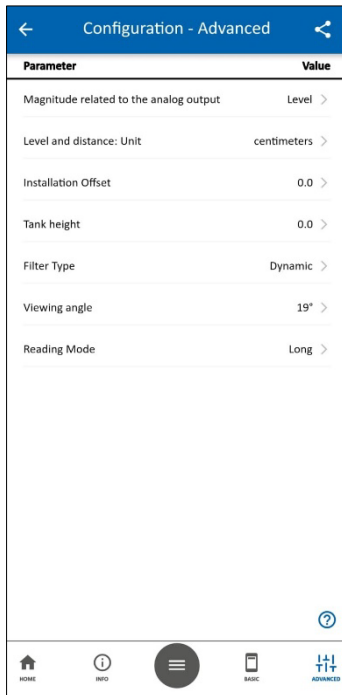 Configuration - Advanced
Parameter Value
Magnitude related to the analog output Level
Level and distance: Unit centimeters
Installation Offset 0.0
Tank height 0.0
Filter Type Dynamic
Viewing angle 19°
Reading Mode Long
HOME INFO BASIC ADVANCED